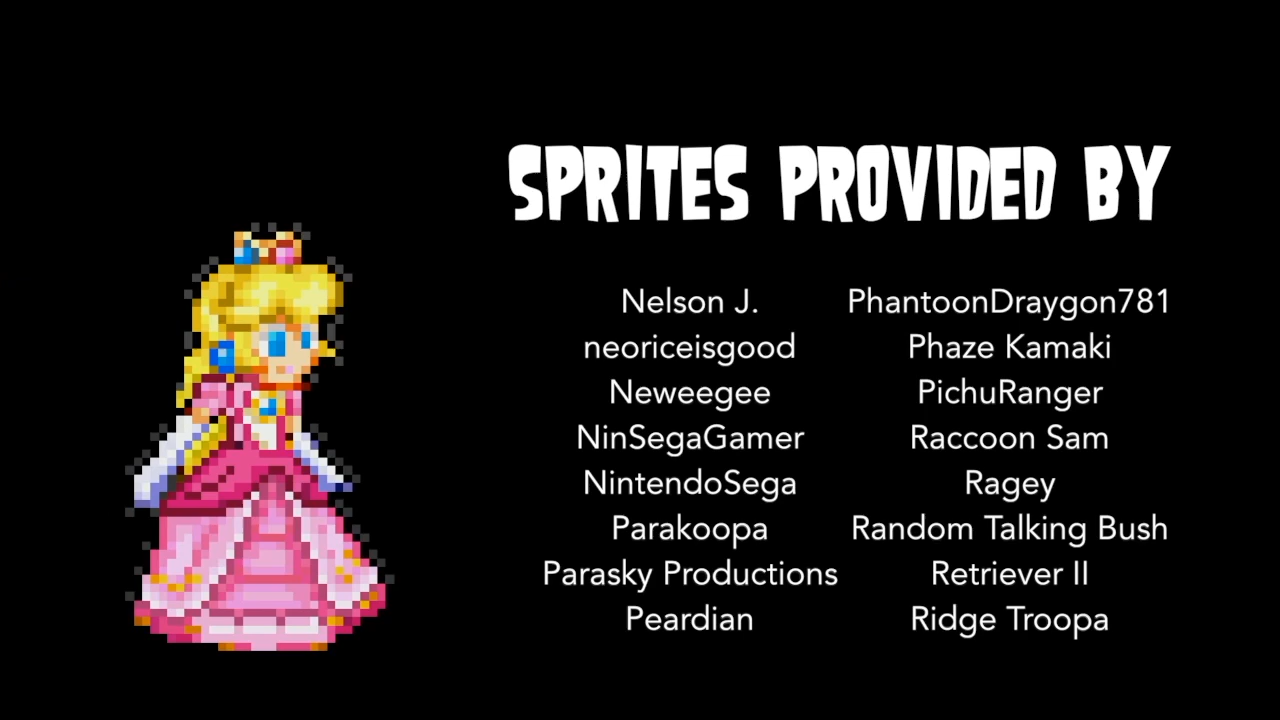 SPRITES PROVIDED BY
Nelson J.
neoriceisgood
Neweegee
NinSegaGamer
NintendoSega
Parakoopa
Parasky Productions
Peardian
PhantoonDraygon781
Phaze Kamaki
PichuRanger
Raccoon Sam
Ragey
Random Talking Bush
Retriever II
Ridge Troopa